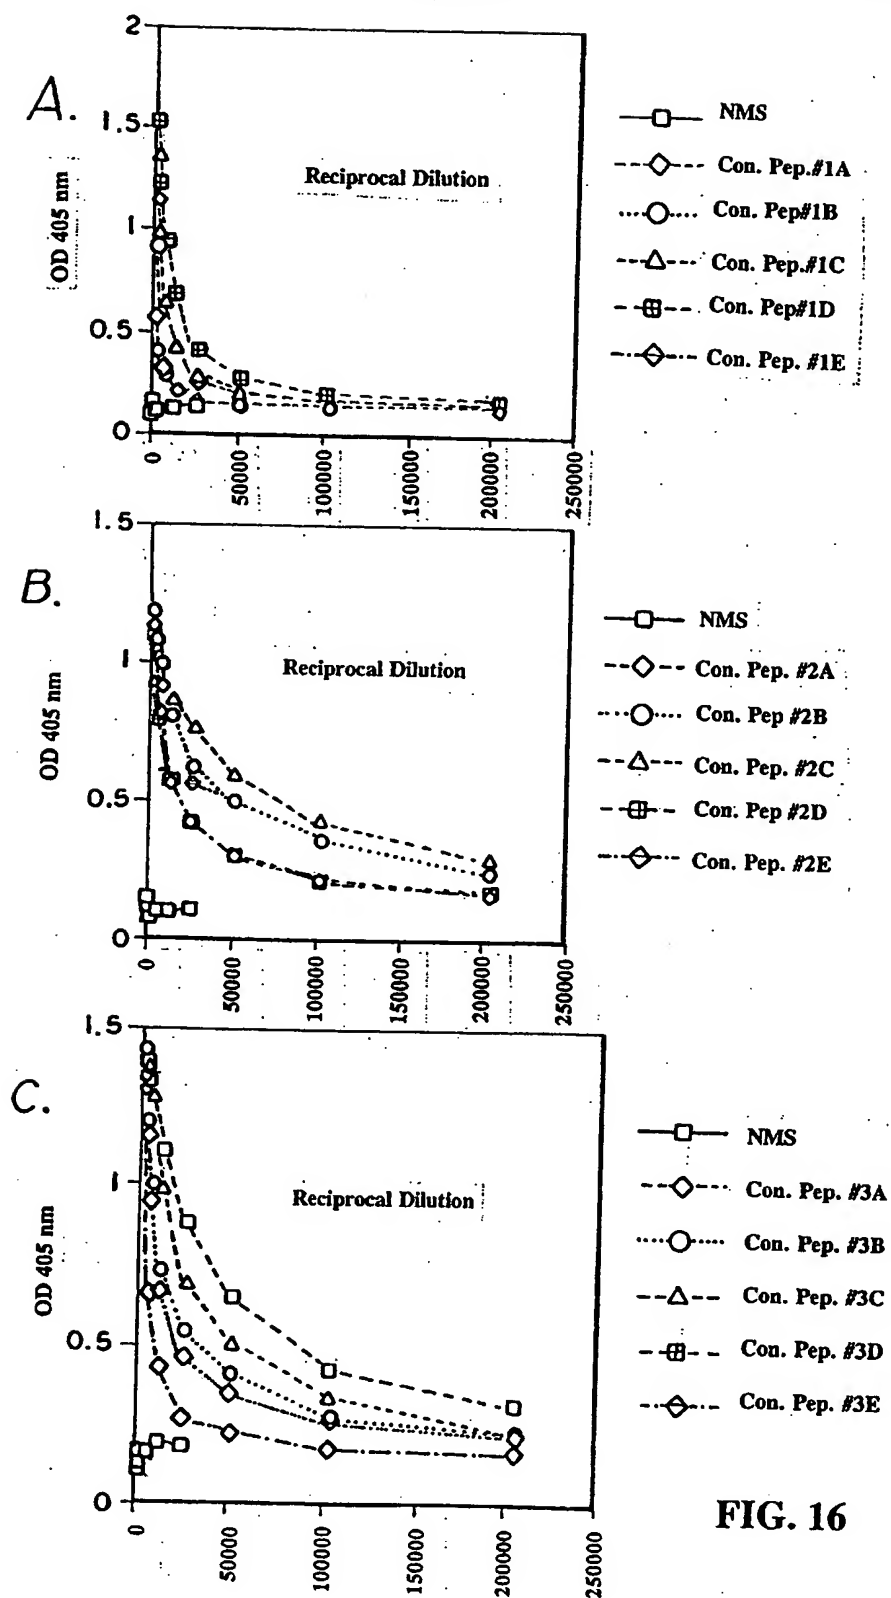 A.
2
1.5
1
0.5
0
OD 405 nm
Reciprocal Dilution
0
50000
100000
150000
200000
250000
NMS
Con. Pep.#1A
Con. Pep#1B
Con. Pep.#1C
Con. Pep#1D
Con. Pep. #1E
B.
1.5
1
0.5
0
OD 405 nm
Reciprocal Dilution
0
50000
100000
150000
200000
250000
NMS
Con. Pep. #2A
Con. Pep #2B
Con. Pep. #2C
Con. Pep #2D
Con. Pep. #2E
C.
1.5
1
0.5
0
OD 405 nm
Reciprocal Dilution
0
50000
100000
150000
200000
250000
NMS
Con. Pep. #3A
Con. Pep. #3B
Con. Pep. #3C
Con. Pep. #3D
Con. Pep. #3E
FIG. 16